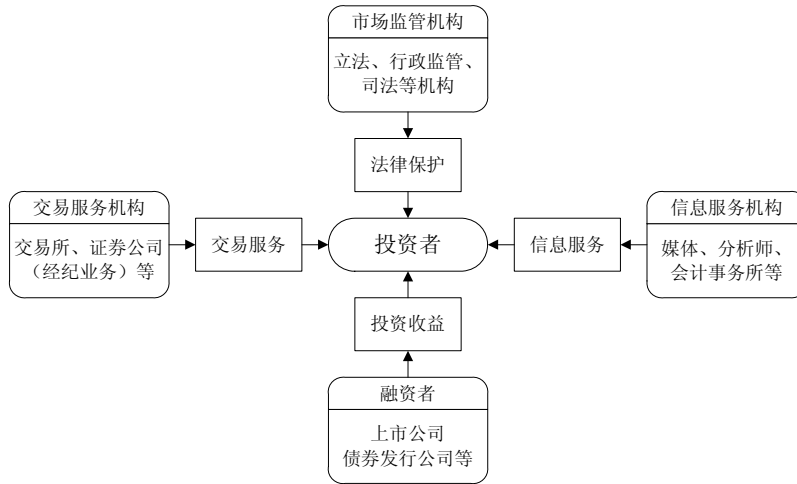 市场监管机构
立法、行政监管、
司法等机构
法律保护
交易服务机构
交易所、证券公司
（经纪业务）等
交易服务
投资者
信息服务
信息服务机构
媒体、分析师、
会计事务所等
投资收益
融资者
上市公司
债券发行公司等